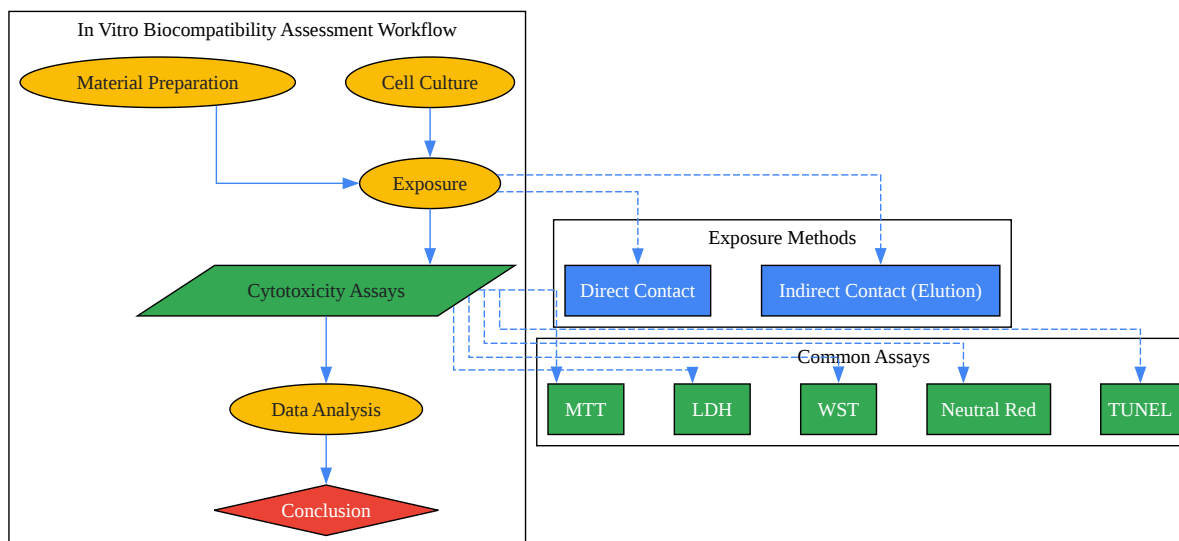 In Vitro Biocompatibility Assessment Workflow
Material Preparation
Cell Culture
Exposure
Cytotoxicity Assays
Data Analysis
Conclusion
Exposure Methods
Direct Contact
Indirect Contact (Elution)
Common Assays
MTT
LDH
WST
Neutral Red
TUNEL